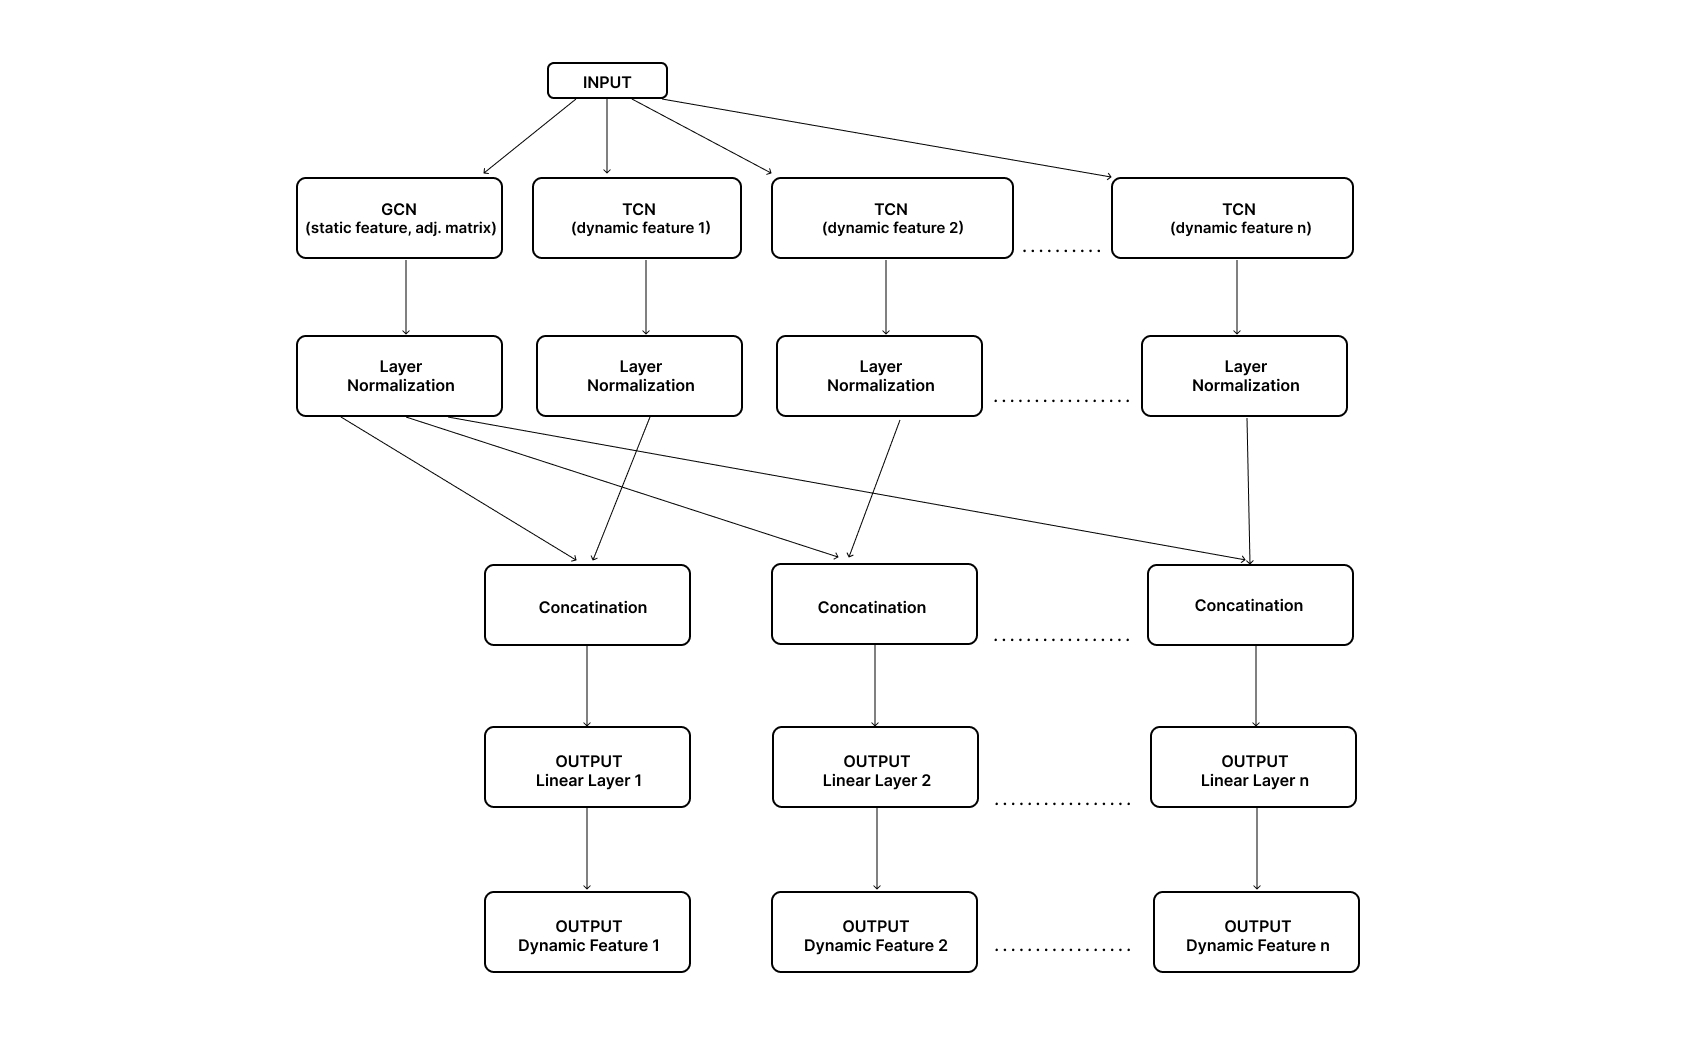 INPUT
GCN
(static feature, adj. matrix)
TCN
(dynamic feature 1)
TCN
(dynamic feature 2)
TCN
(dynamic feature n)
..........
Layer
Normalization
Layer
Normalization
Layer
Normalization
Layer
Normalization
.................
Concatination
Concatination
Concatination
.................
OUTPUT
Linear Layer 1
OUTPUT
Linear Layer 2
OUTPUT
Linear Layer n
.................
OUTPUT
Dynamic Feature 1
OUTPUT
Dynamic Feature 2
OUTPUT
Dynamic Feature n
.................